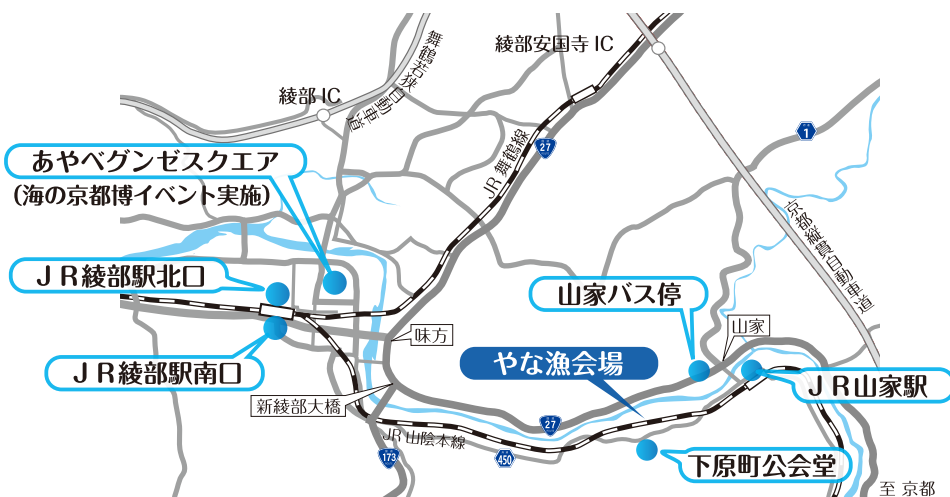 綾部安国寺IC
舞鶴若狭自動車道
綾部IC
1
あやべグンゼスクエア
(海の京都博イベント実施)
JR舞鶴線
27
京都縦貫自動車道
JR綾部駅北口
山家バス停
山家
味方
やな漁会場
JR綾部駅南口
JR山家駅
新綾部大橋
27
JR山陰本線
173
450
下原町公会堂
至 京都